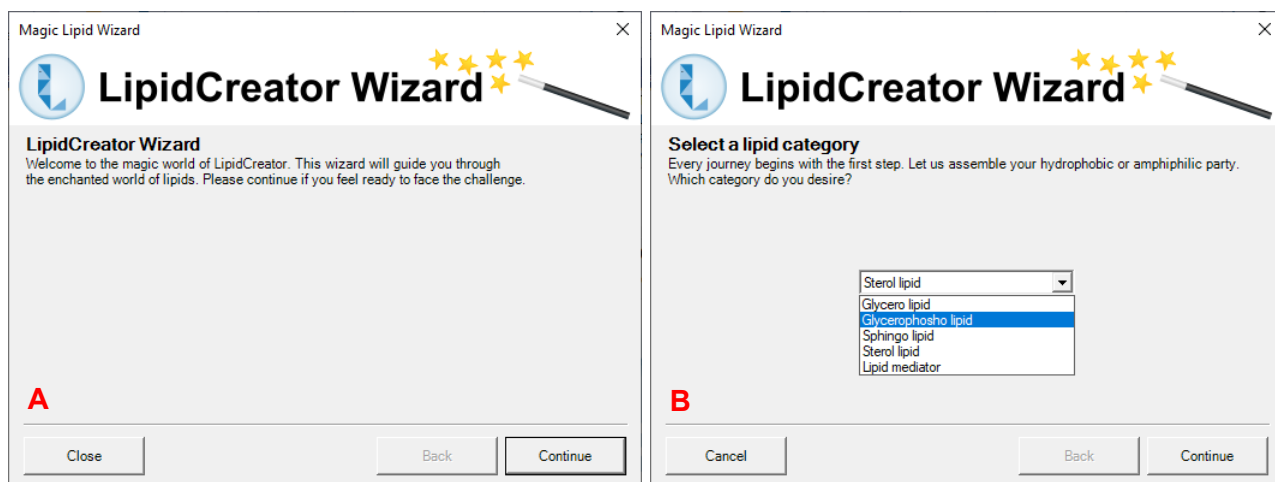 Magic Lipid Wizard
LipidCreator Wizard
LipidCreator Wizard
Welcome to the magic world of LipidCreator. This wizard will guide you through
the enchanted world of lipids. Please continue if you feel ready to face the challenge.
A
Close
Back
Continue
Magic Lipid Wizard
LipidCreator Wizard
Select a lipid category
Every journey begins with the first step. Let us assemble your hydrophobic or amphiphilic party.
Which category do you desire?
Sterol lipid
Glycero lipid
Glycerophosho lipid
Sphingo lipid
Sterol lipid
Lipid mediator
B
Cancel
Back
Continue